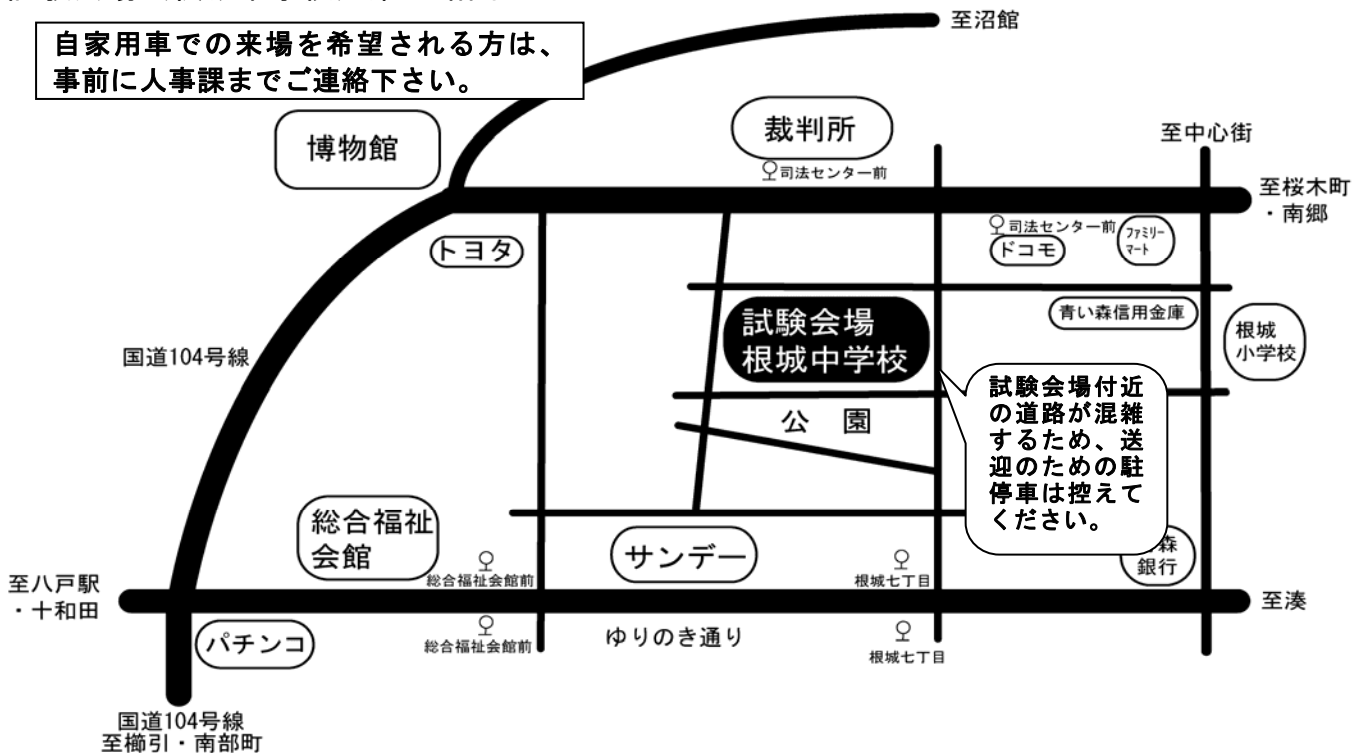 自家用車での来場を希望される方は、
事前に人事課までご連絡下さい。
至沼館
博物館
裁判所
司法センター前
至中心街
至桜木町
・南郷
トヨタ
司法センター前
ドコモ
ファミリー
マート
試験会場
根城中学校
青い森信用金庫
根城
小学校
国道104号線
公 園
試験会場付近
の道路が混雑
するため、送
迎のための駐
停車は控えて
ください。
総合福祉
会館
サンデー
森
銀行
総合福祉会館前
根城七丁目
至八戸駅
・十和田
至湊
パチンコ
総合福祉会館前
ゆりのき通り
根城七丁目
国道104号線
至櫛引・南部町